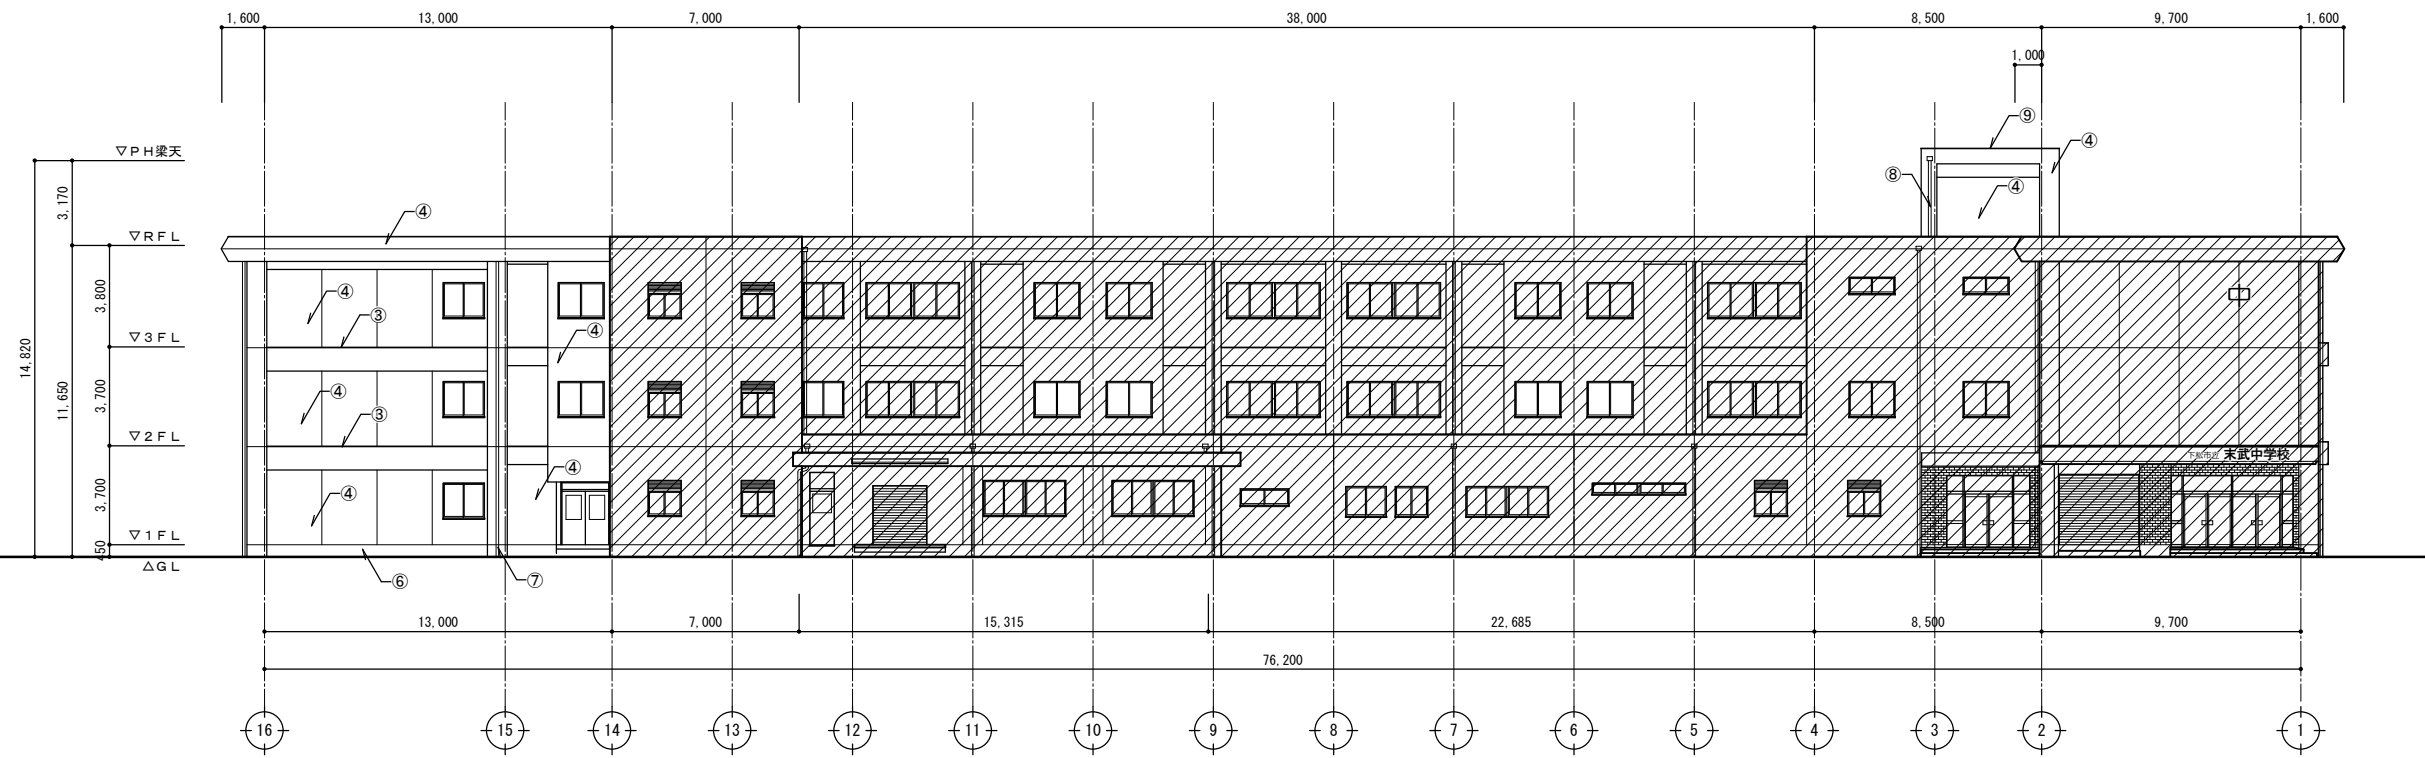 1,600 13,000 7,000 38,000 8,500 9,700 1,600
1,000
⑨
④
▽PH梁天
⑧
④
3,170
④
▽RFL
④
3,800
③
④
▽3FL
14,820
11,650
④
3,700
③
▽2FL
下松市立 末武中学校
④
④
3,700
▽1FL
450
△GL
⑥
⑦
13,000 7,000 15,315 22,685 8,500 9,700
76,200
16 15 14 13 12 11 10 9 8 7 6 5 4 3 2 1